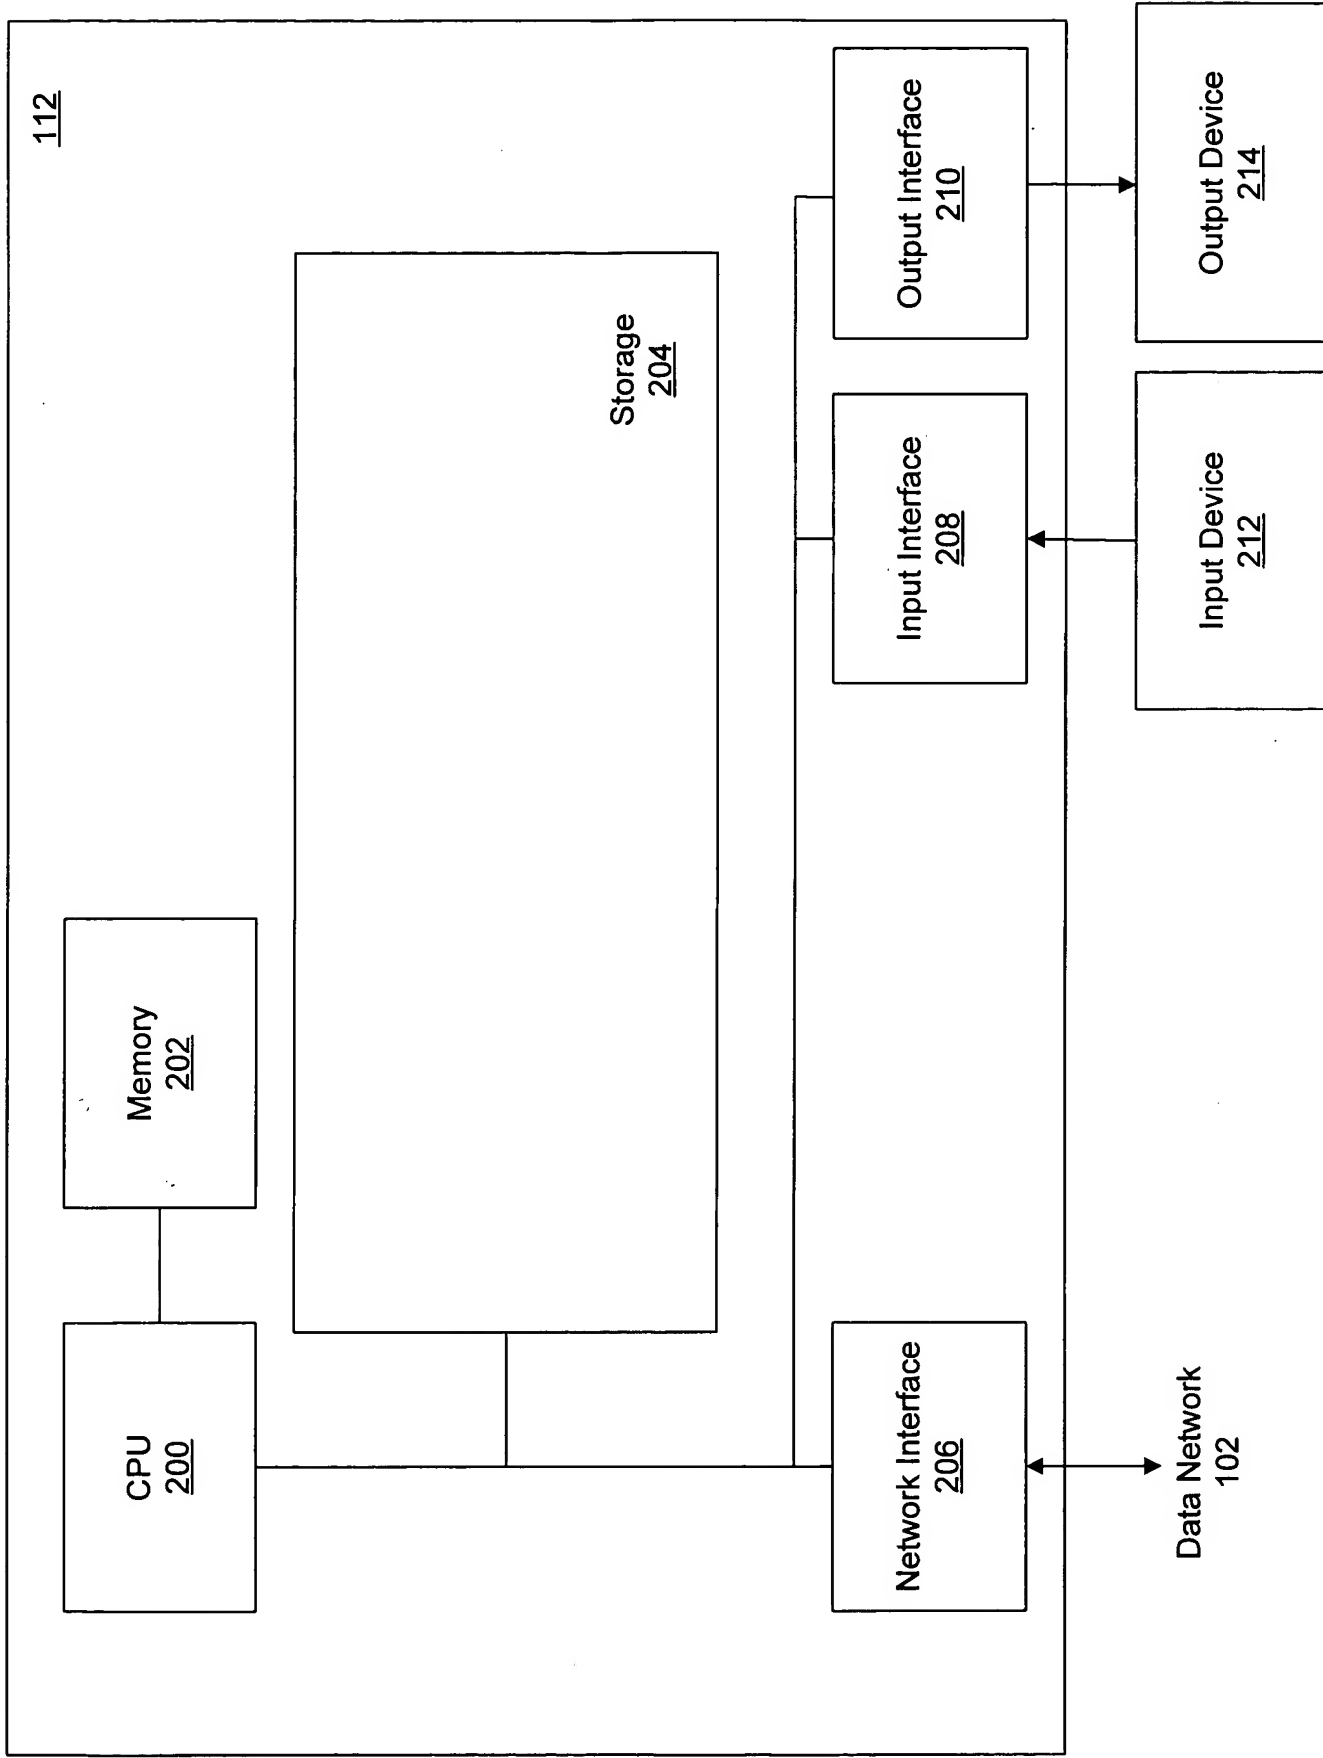 112
CPU
200
Memory
202
Storage
204
Network Interface
206
Input Interface
208
Output Interface
210
Data Network
102
Input Device
212
Output Device
214